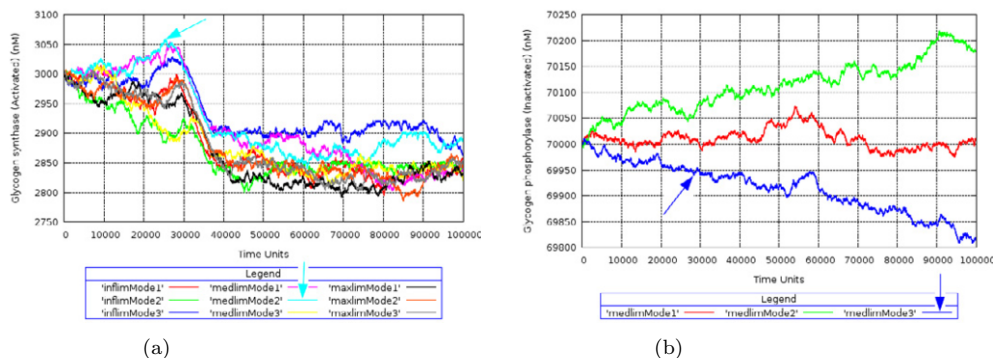 3100
3050
3000
2950
2900
2850
2800
2750
Glycogen synthase (Activated) (nM)
0 10000 20000 30000 40000 50000 60000 70000 80000 90000 100000
Time Units
Legend
'inflimMode1' 'medlimMode1' 'maxlimMode1'
'inflimMode2' 'medlimMode2' 'maxlimMode2'
'inflimMode3' 'medlimMode3' 'maxlimMode3'
(a)
70250
70200
70150
70100
70050
70000
69950
69900
69850
69800
Glycogen phosphorylase (Inactivated) (nM)
0 10000 20000 30000 40000 50000 60000 70000 80000 90000 100000
Time Units
Legend
'medlimMode1' 'medlimMode2' 'medlimMode3'
(b)